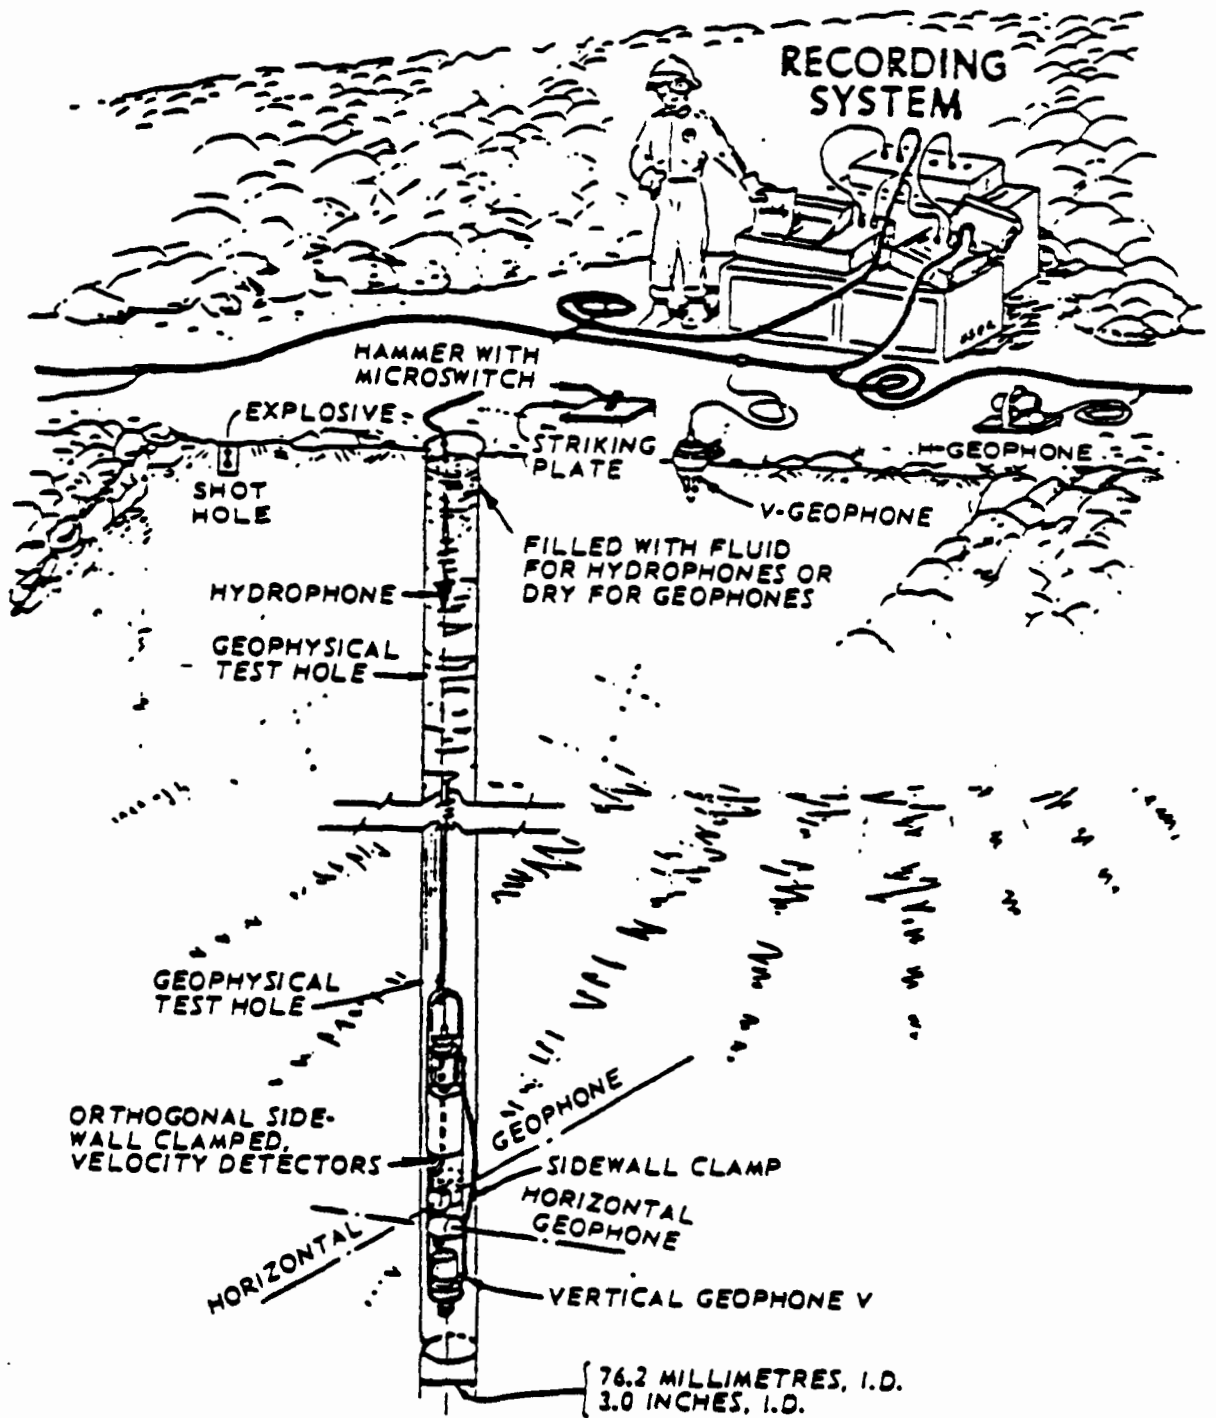 RECORDING
SYSTEM
HAMMER WITH
MICROSWITCH
EXPLOSIVE
STRIKING
PLATE
H-GEOPHONE
SHOT
HOLE
V-GEOPHONE
FILLED WITH FLUID
FOR HYDROPHONES OR
DRY FOR GEOPHONES
HYDROPHONE
GEOPHYSICAL
TEST HOLE
GEOPHYSICAL
TEST HOLE
ORTHOGONAL SIDE-
WALL CLAMPED,
VELOCITY DETECTORS
GEOPHONE
SIDEWALL CLAMP
HORIZONTAL
GEOPHONE
HORIZONTAL
VERTICAL GEOPHONE V
76.2 MILLIMETRES, I.D.
3.0 INCHES, I.D.